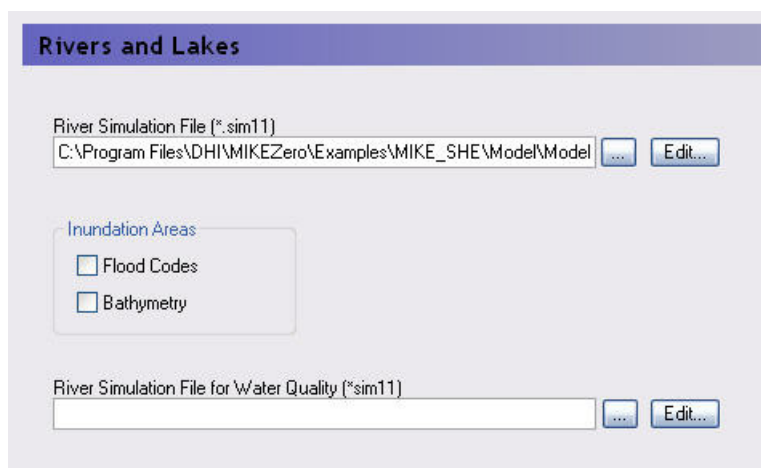 Rivers and Lakes
River Simulation File (*.sim11)
C:\Program Files\DHI\MIKEZero\Examples\MIKE_SHE\Model\Model ... Edit...
Inundation Areas
Flood Codes
Bathymetry
River Simulation File for Water Quality (*sim11)
... Edit...